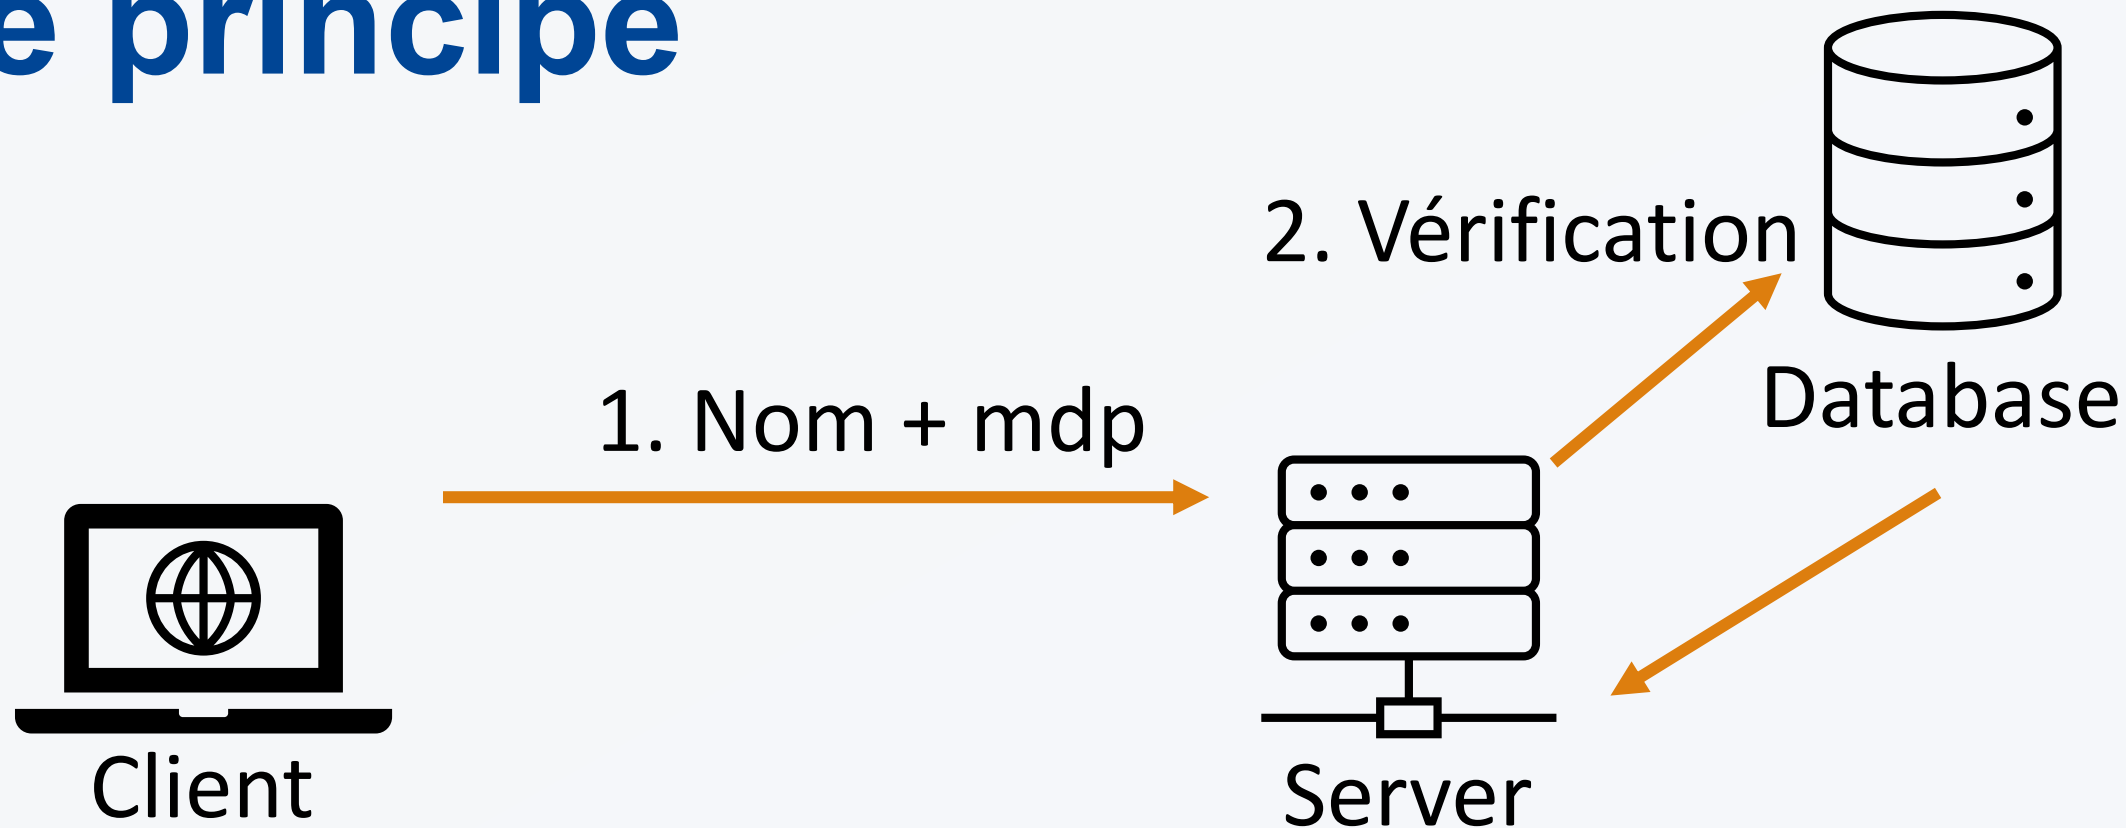 e principe
2. Vérification
Database
1. Nom + mdp
Client
Server